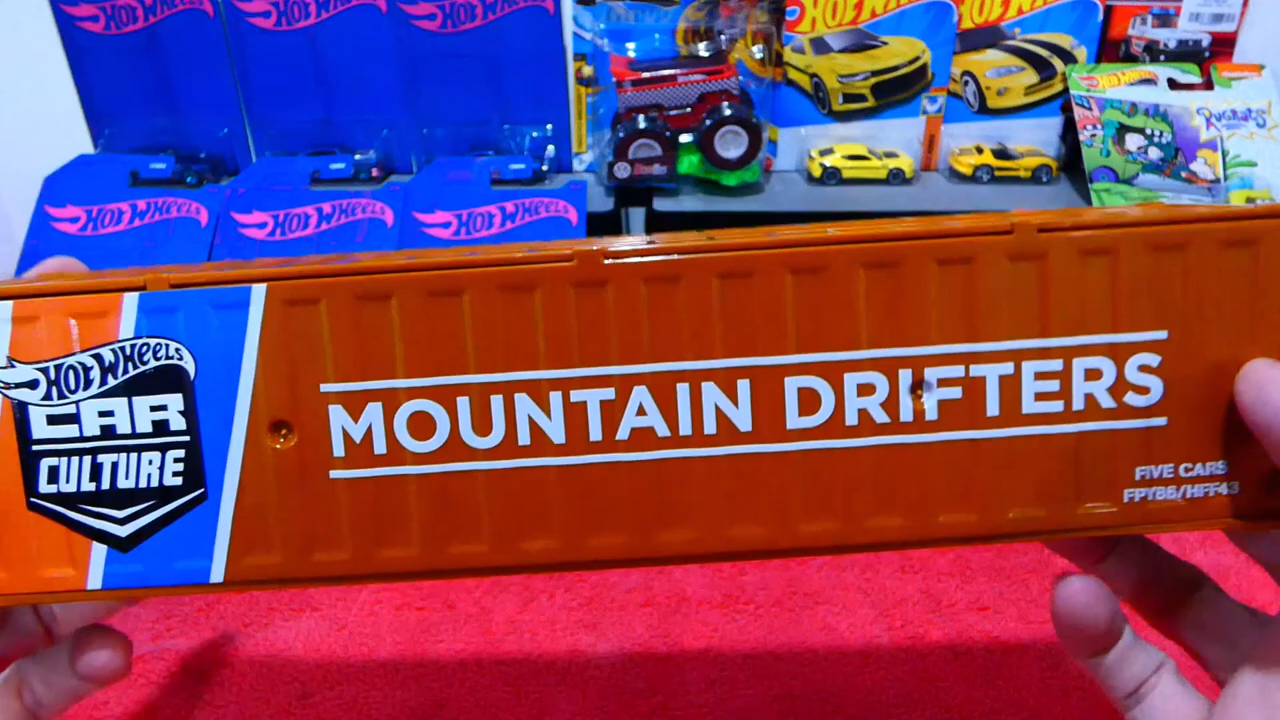 HOT WHEELS
HOT WHEELS
HOT WHEELS
HOT WHEELS
HOT WHEELS
HOT WHEELS
RUGRATS
HOT WHEELS
CAR
CULTURE
MOUNTAIN DRIFTERS
FIVE CARS
FPY86/HFF43